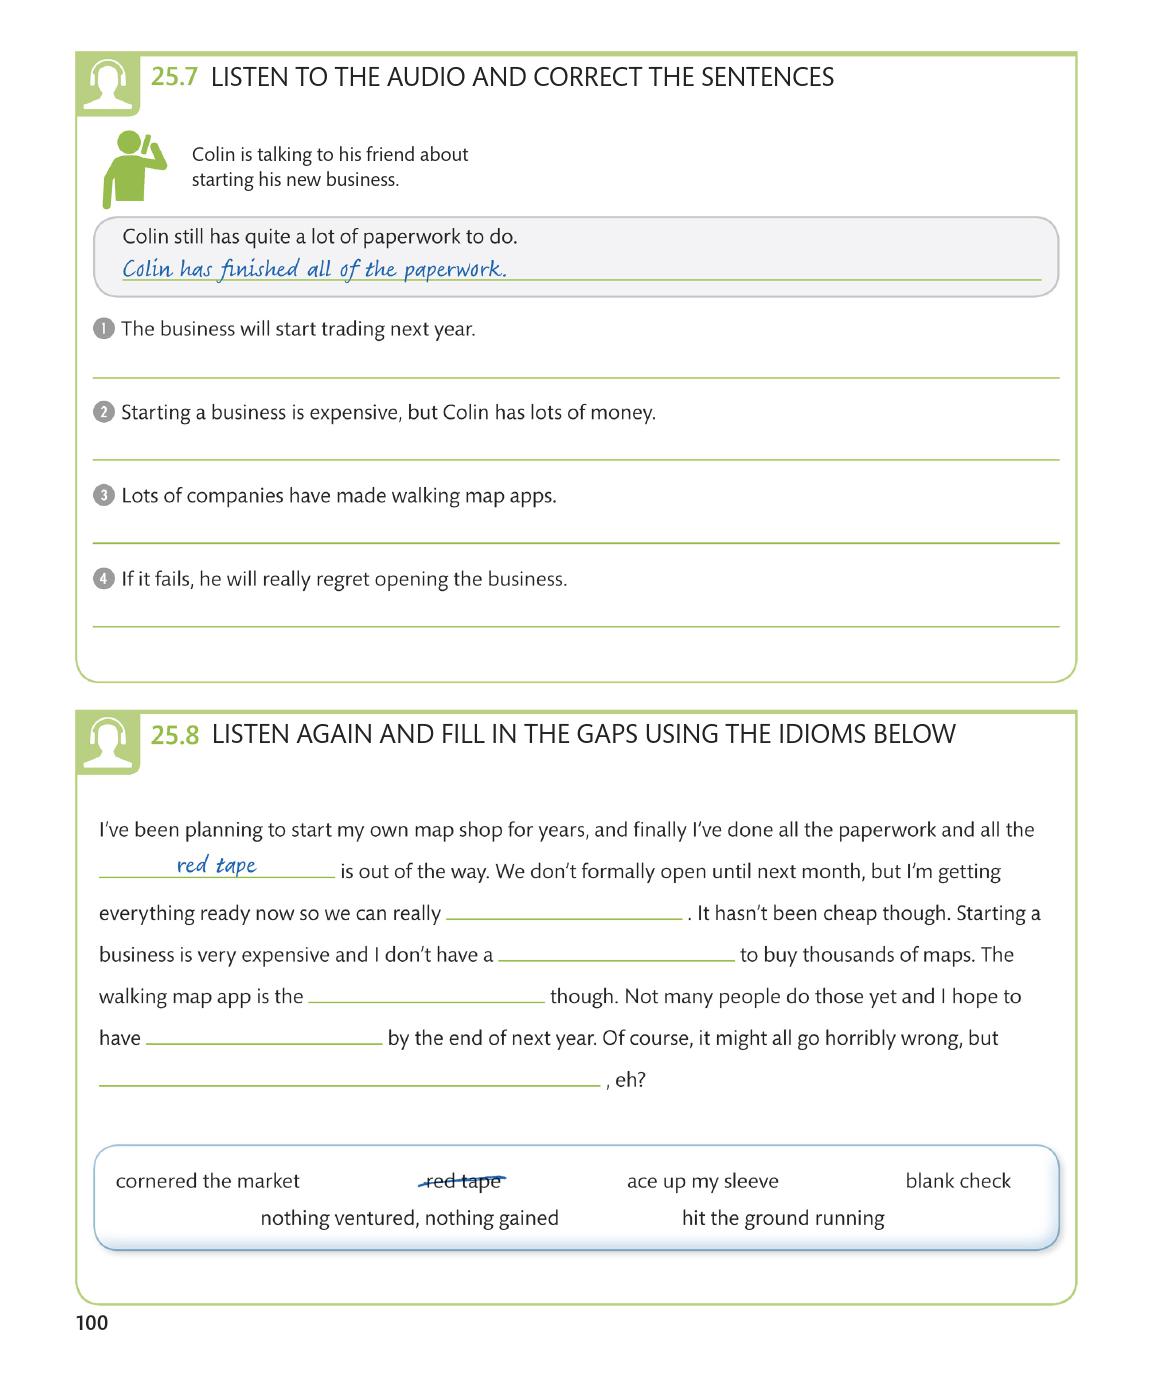 25.7 LISTEN TO THE AUDIO AND CORRECT THE SENTENCES
Colin is talking to his friend about
starting his new business.
Colin still has quite a lot of paperwork to do.
Colin has finished all of the paperwork.
1 The business will start trading next year.
2 Starting a business is expensive, but Colin has lots of money.
3 Lots of companies have made walking map apps.
4 If it fails, he will really regret opening the business.
25.8 LISTEN AGAIN AND FILL IN THE GAPS USING THE IDIOMS BELOW
I've been planning to start my own map shop for years, and finally I've done all the paperwork and all the
red tape is out of the way. We don't formally open until next month, but I'm getting
everything ready now so we can really . It hasn't been cheap though. Starting a
business is very expensive and I don't have a to buy thousands of maps. The
walking map app is the though. Not many people do those yet and I hope to
have by the end of next year. Of course, it might all go horribly wrong, but
, eh?
cornered the market red tape ace up my sleeve blank check
nothing ventured, nothing gained hit the ground running
100